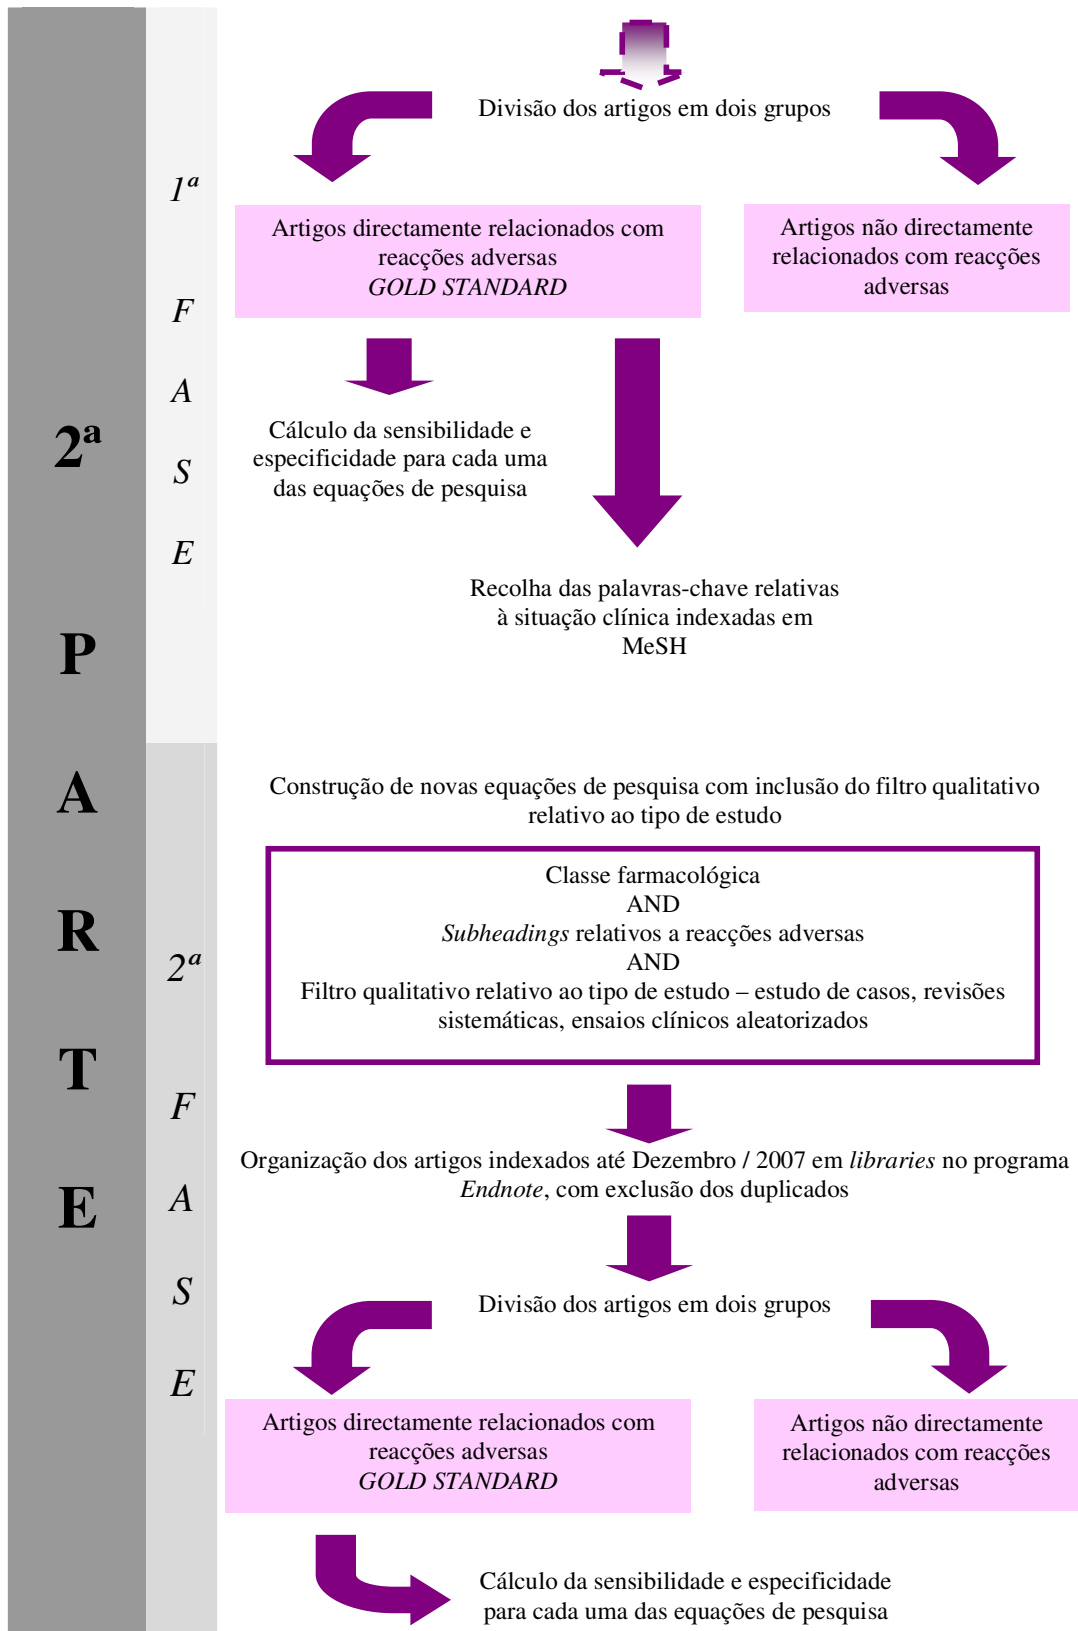 2ª
P
A
R
T
E
1ª
F
A
S
E
Divisão dos artigos em dois grupos
Artigos directamente relacionados com
reacções adversas
GOLD STANDARD
Artigos não directamente
relacionados com reacções
adversas
Cálculo da sensibilidade e
especificidade para cada uma
das equações de pesquisa
Recolha das palavras-chave relativas
à situação clínica indexadas em
MeSH
2ª
F
A
S
E
Construção de novas equações de pesquisa com inclusão do filtro qualitativo
relativo ao tipo de estudo
Classe farmacológica
AND
Subheadings relativos a reacções adversas
AND
Filtro qualitativo relativo ao tipo de estudo – estudo de casos, revisões
sistemáticas, ensaios clínicos aleatorizados
Organização dos artigos indexados até Dezembro / 2007 em libraries no programa
Endnote, com exclusão dos duplicados
Divisão dos artigos em dois grupos
Artigos directamente relacionados com
reacções adversas
GOLD STANDARD
Artigos não directamente
relacionados com reacções
adversas
Cálculo da sensibilidade e especificidade
para cada uma das equações de pesquisa